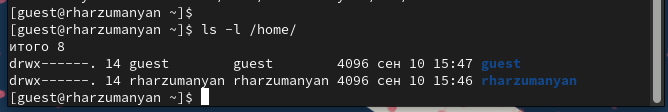 [guest@rharzumanyan ~]$
[guest@rharzumanyan ~]$ ls -l /home/
итого 8
drwx------. 14 guest       guest       4096 сен 10 15:47 guest
drwx------. 14 rharzumanyan rharzumanyan 4096 сен 10 15:46 rharzumanyan
[guest@rharzumanyan ~]$